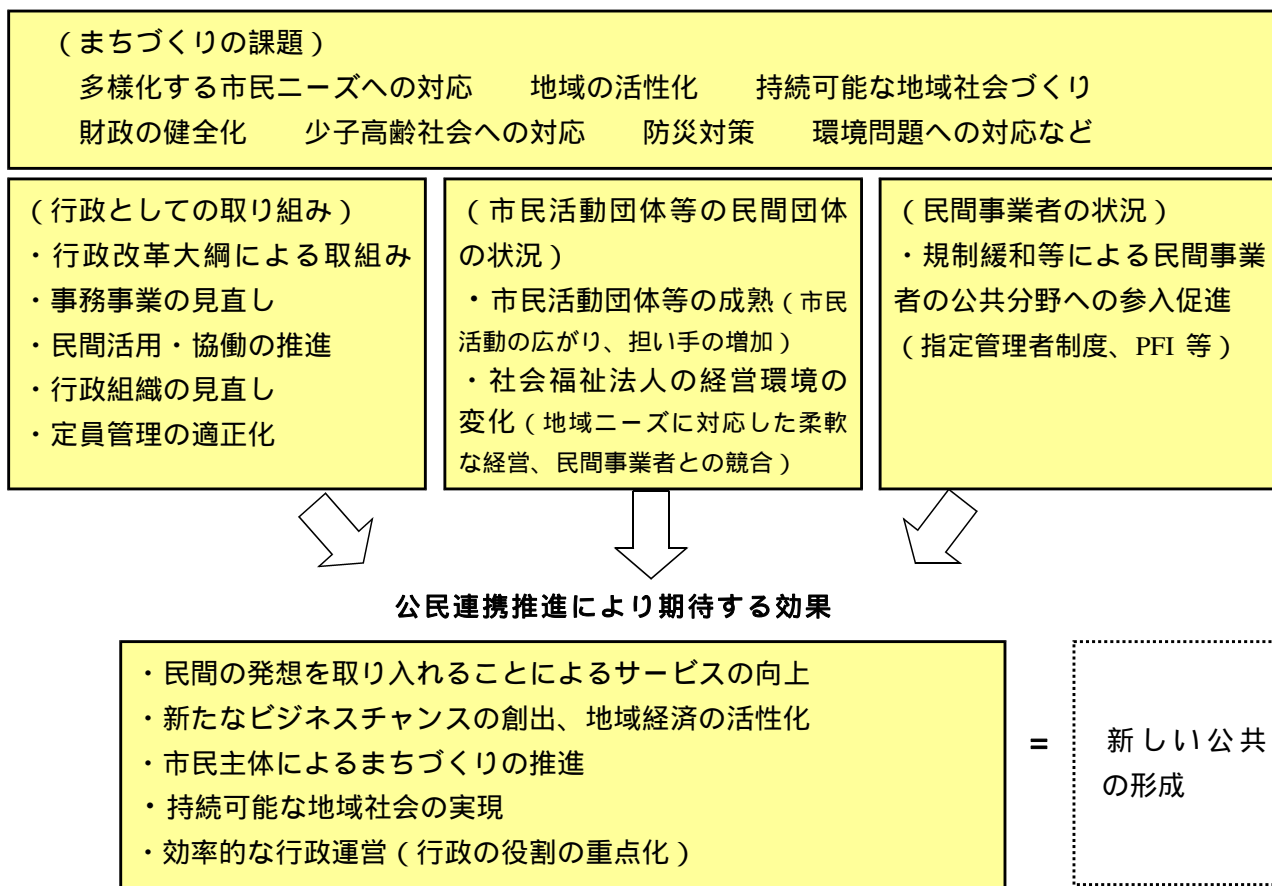 （まちづくりの課題）
多様化する市民ニーズへの対応　地域の活性化　持続可能な地域社会づくり
財政の健全化　少子高齢社会への対応　防災対策　環境問題への対応など
（行政としての取り組み）
・行政改革大綱による取組み
・事務事業の見直し
・民間活用・協働の推進
・行政組織の見直し
・定員管理の適正化
（市民活動団体等の民間団体
の状況）
・市民活動団体等の成熟（市民
活動の広がり、担い手の増加）
・社会福祉法人の経営環境の
変化（地域ニーズに対応した柔軟
な経営、民間事業者との競合）
（民間事業者の状況）
・規制緩和等による民間事業
者の公共分野への参入促進
（指定管理者制度、PFI 等）
公民連携推進により期待する効果
・民間の発想を取り入れることによるサービスの向上
・新たなビジネスチャンスの創出、地域経済の活性化
・市民主体によるまちづくりの推進
・持続可能な地域社会の実現
・効率的な行政運営（行政の役割の重点化）
=
新しい公共
の形成